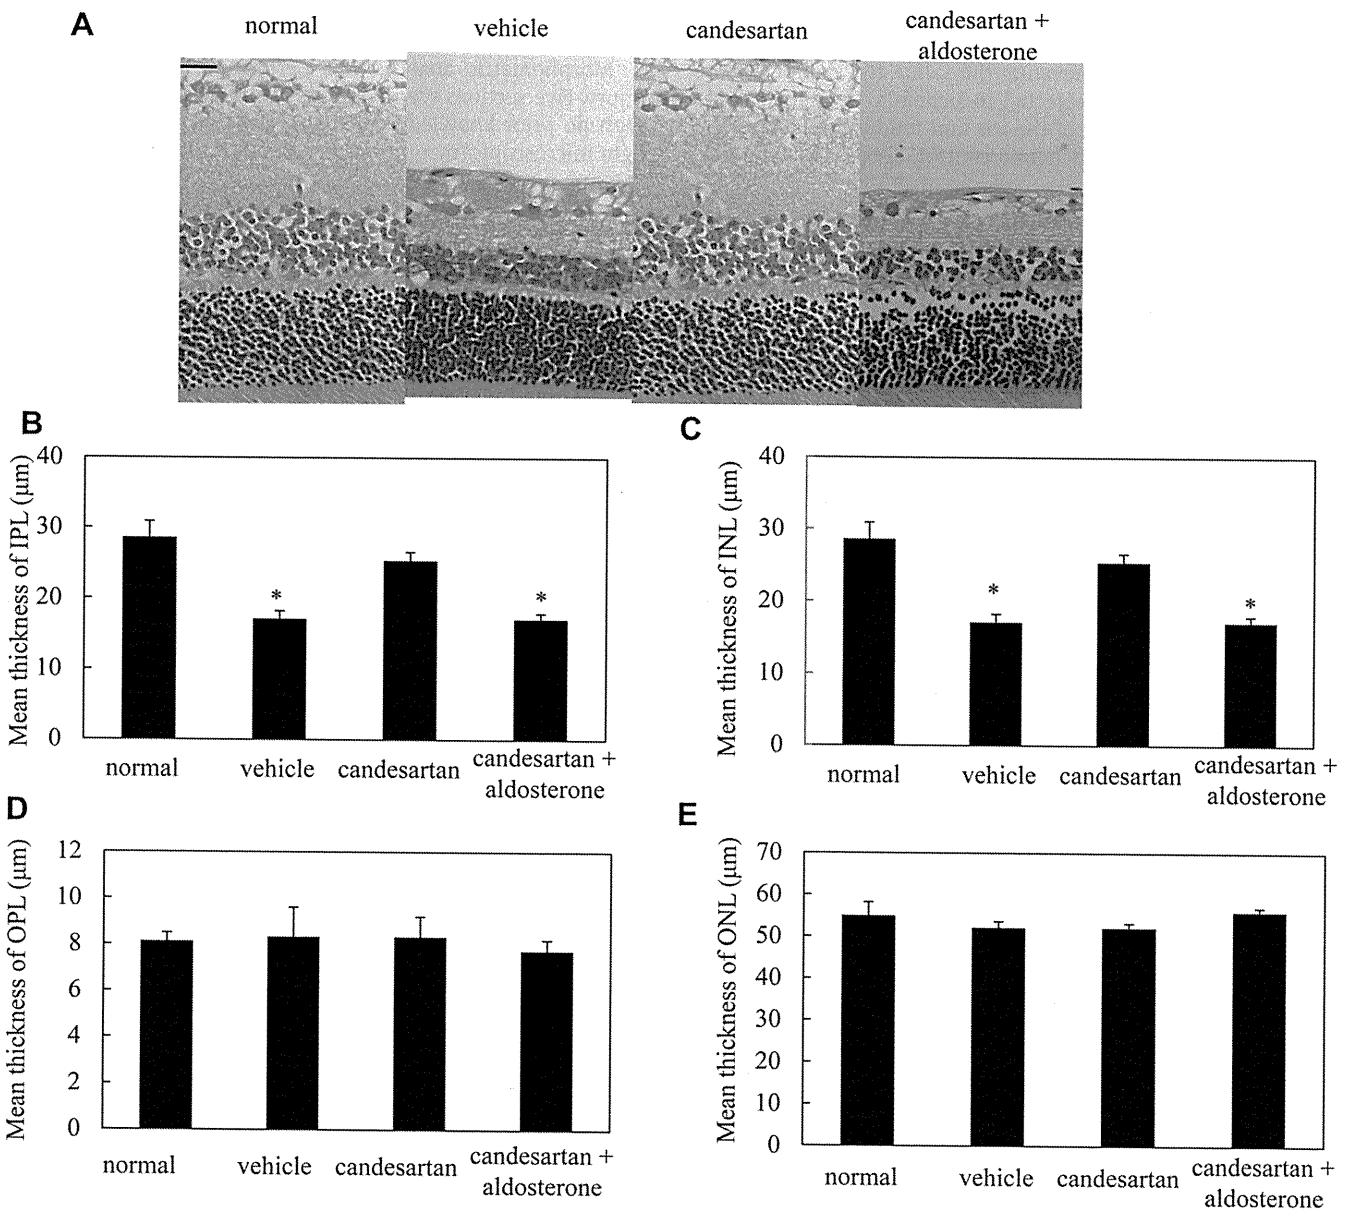 A
normal
vehicle
candesartan
candesartan +
aldosterone
B
Mean thickness of IPL (μm)
40
30
20
10
0
*
*
normal
vehicle
candesartan
candesartan +
aldosterone
C
Mean thickness of INL (μm)
40
30
20
10
0
*
*
normal
vehicle
candesartan
candesartan +
aldosterone
D
Mean thickness of OPL (μm)
12
10
8
6
4
2
0
normal
vehicle
candesartan
candesartan +
aldosterone
E
Mean thickness of ONL (μm)
70
60
50
40
30
20
10
0
normal
vehicle
candesartan
candesartan +
aldosterone